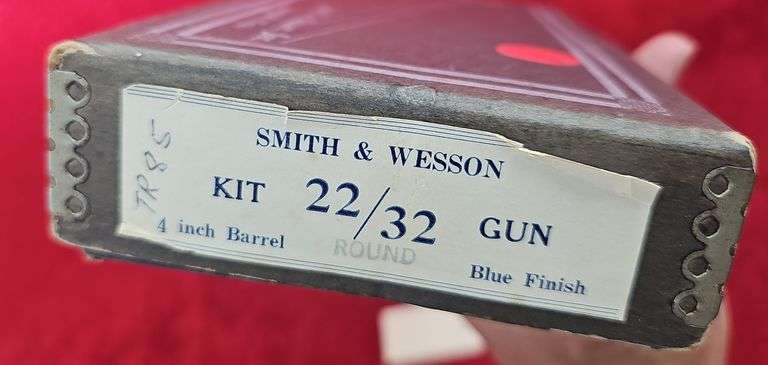 SMITH & WESSON
KIT 22/32 GUN
4 inch Barrel ROUND Blue Finish
TR85